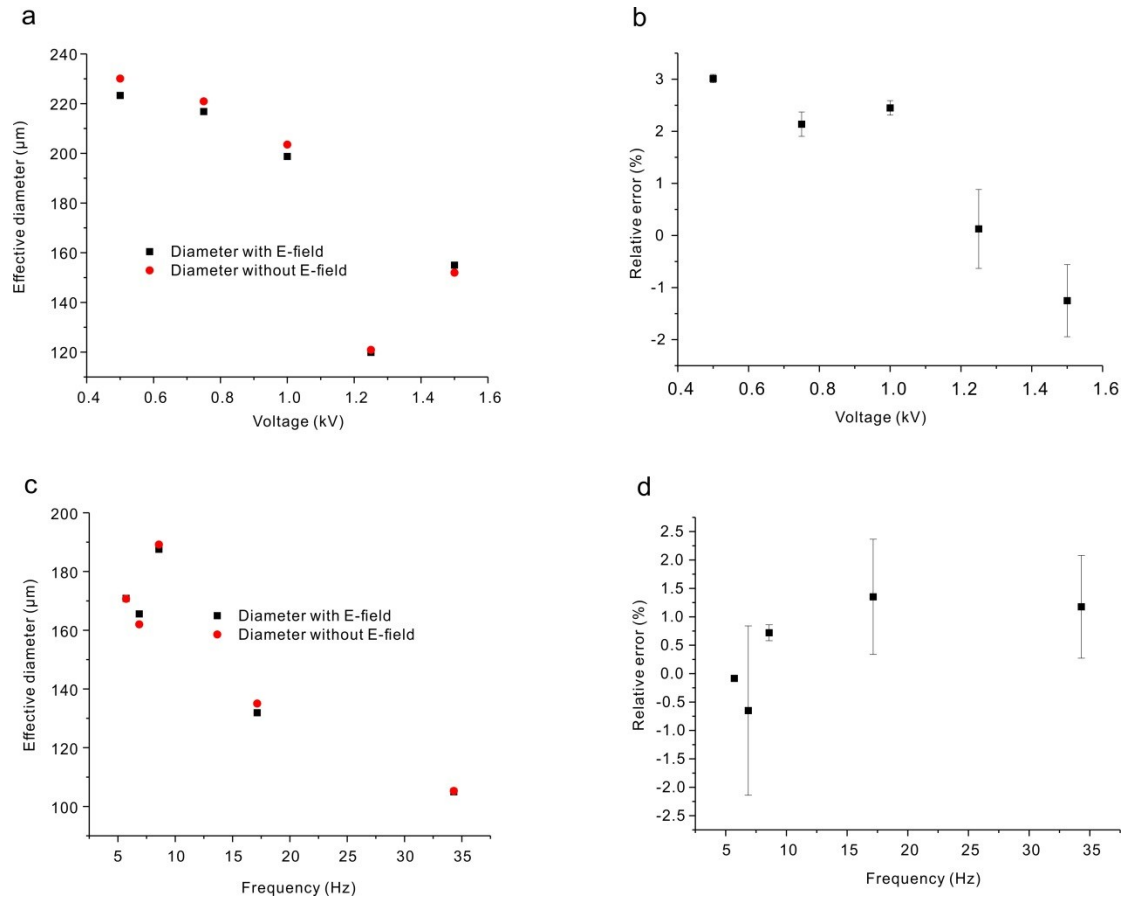 a
240
220
200
180
160
140
120
Effective diameter (μm)
Diameter with E-field
Diameter without E-field
0.4 0.6 0.8 1.0 1.2 1.4 1.6
Voltage (kV)
b
3
2
1
0
-1
-2
Relative error (%)
0.4 0.6 0.8 1.0 1.2 1.4 1.6
Voltage (kV)
c
200
180
160
140
120
100
Effective diameter (μm)
Diameter with E-field
Diameter without E-field
5 10 15 20 25 30 35
Frequency (Hz)
d
2.5
2.0
1.5
1.0
0.5
0.0
-0.5
-1.0
-1.5
-2.0
-2.5
Relative error (%)
5 10 15 20 25 30 35
Frequency (Hz)